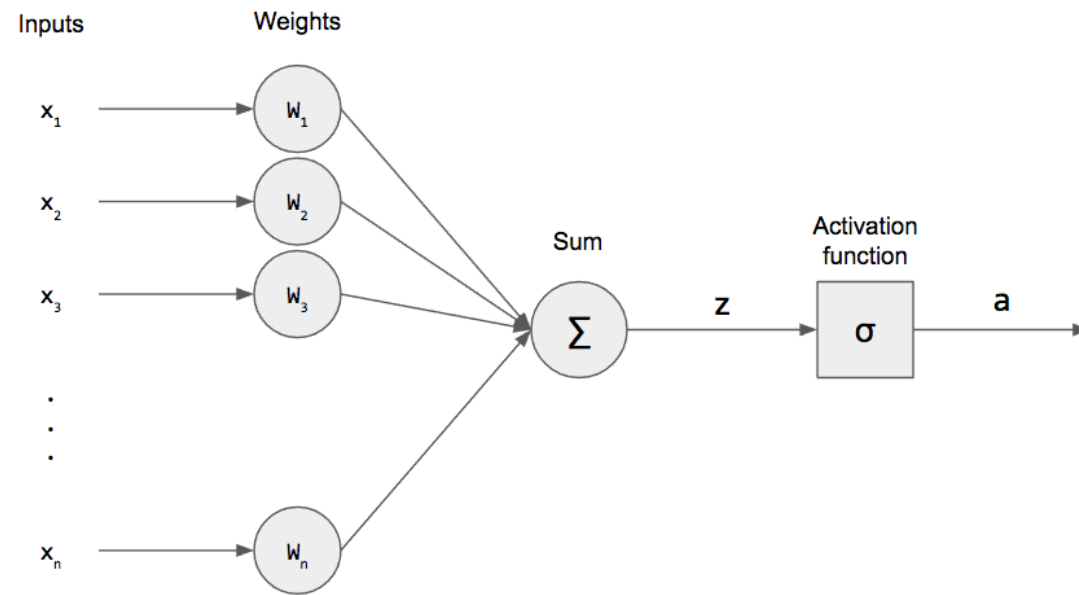 Inputs
Weights
x₁
W₁
x₂
W₂
x₃
W₃
.
.
.
xₙ
Wₙ
Sum
Σ
z
Activation
function
σ
a